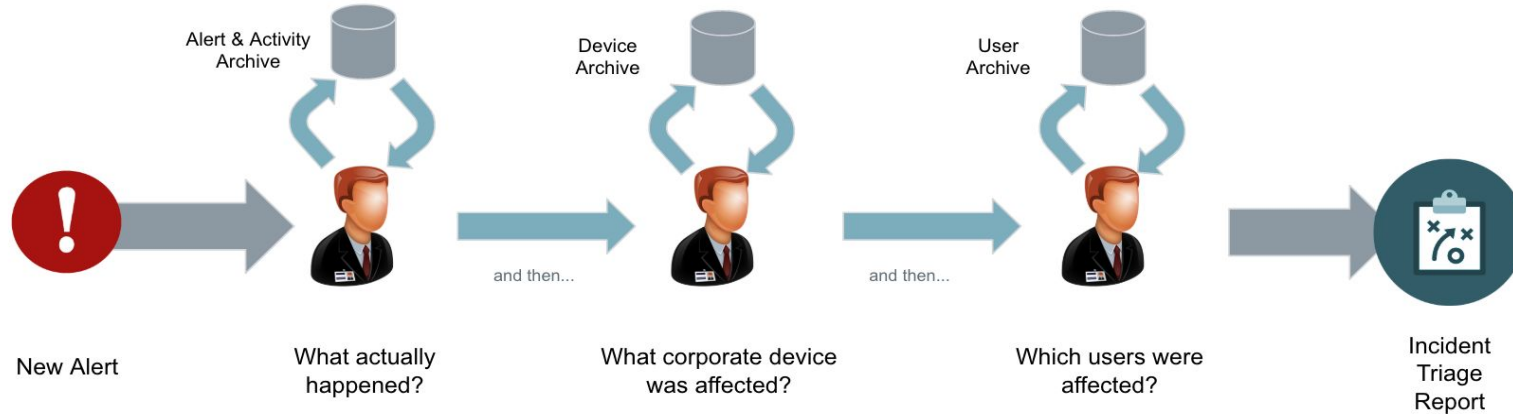 Alert & Activity
Archive
Device
Archive
User
Archive
and then...
and then...
New Alert
What actually
happened?
What corporate device
was affected?
Which users were
affected?
Incident
Triage
Report